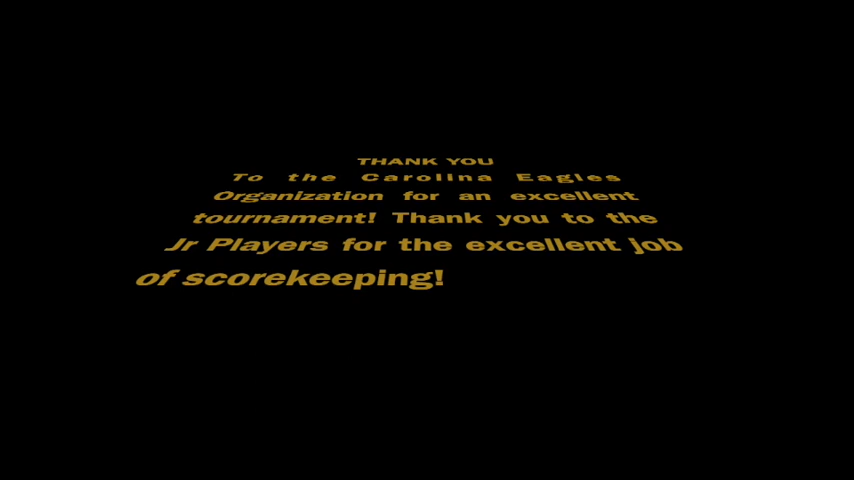 THANK YOU
To the Carolina Eagles
Organization for an excellent
tournament! Thank you to the
Jr Players for the excellent job
of scorekeeping!